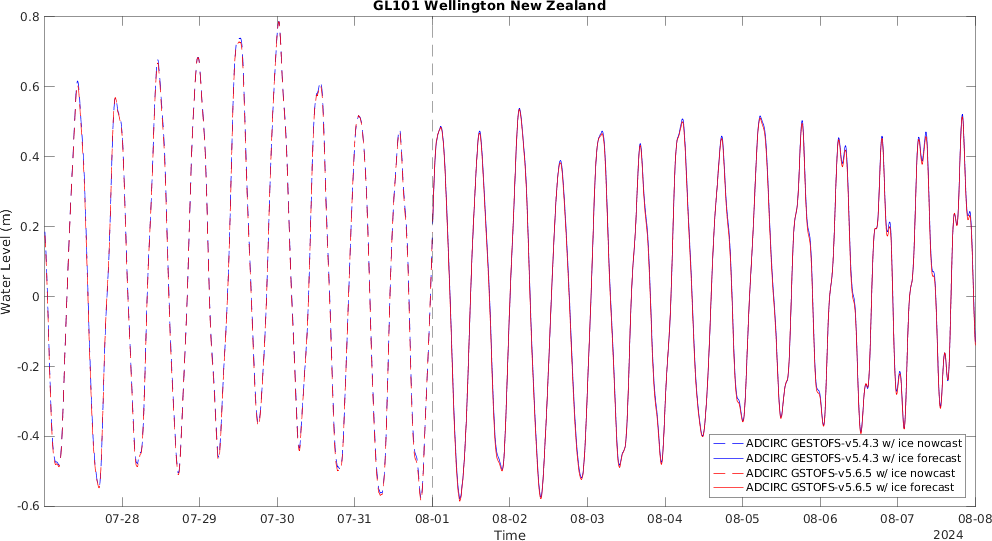 GL101 Wellington New Zealand
0.8
0.6
0.4
0.2
0
-0.2
-0.4
-0.6
Water Level (m)
ADCIRC GESTOFS-v5.4.3 w/ ice nowcast
ADCIRC GESTOFS-v5.4.3 w/ ice forecast
ADCIRC GSTOFS-v5.6.5 w/ ice nowcast
ADCIRC GSTOFS-v5.6.5 w/ ice forecast
07-28 07-29 07-30 07-31 08-01 08-02 08-03 08-04 08-05 08-06 08-07 08-08
Time
2024